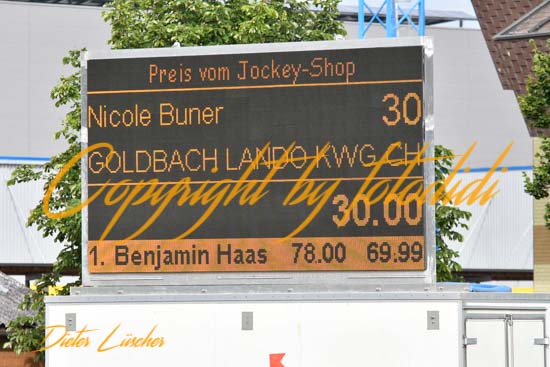 Preis vom Jockey-Shop
Nicole Buner 30
GOLDBACH LANDO KWG CH
30.00
1. Benjamin Haas 78.00 69.99
Copyright by fotodidi
Dieter Lüscher